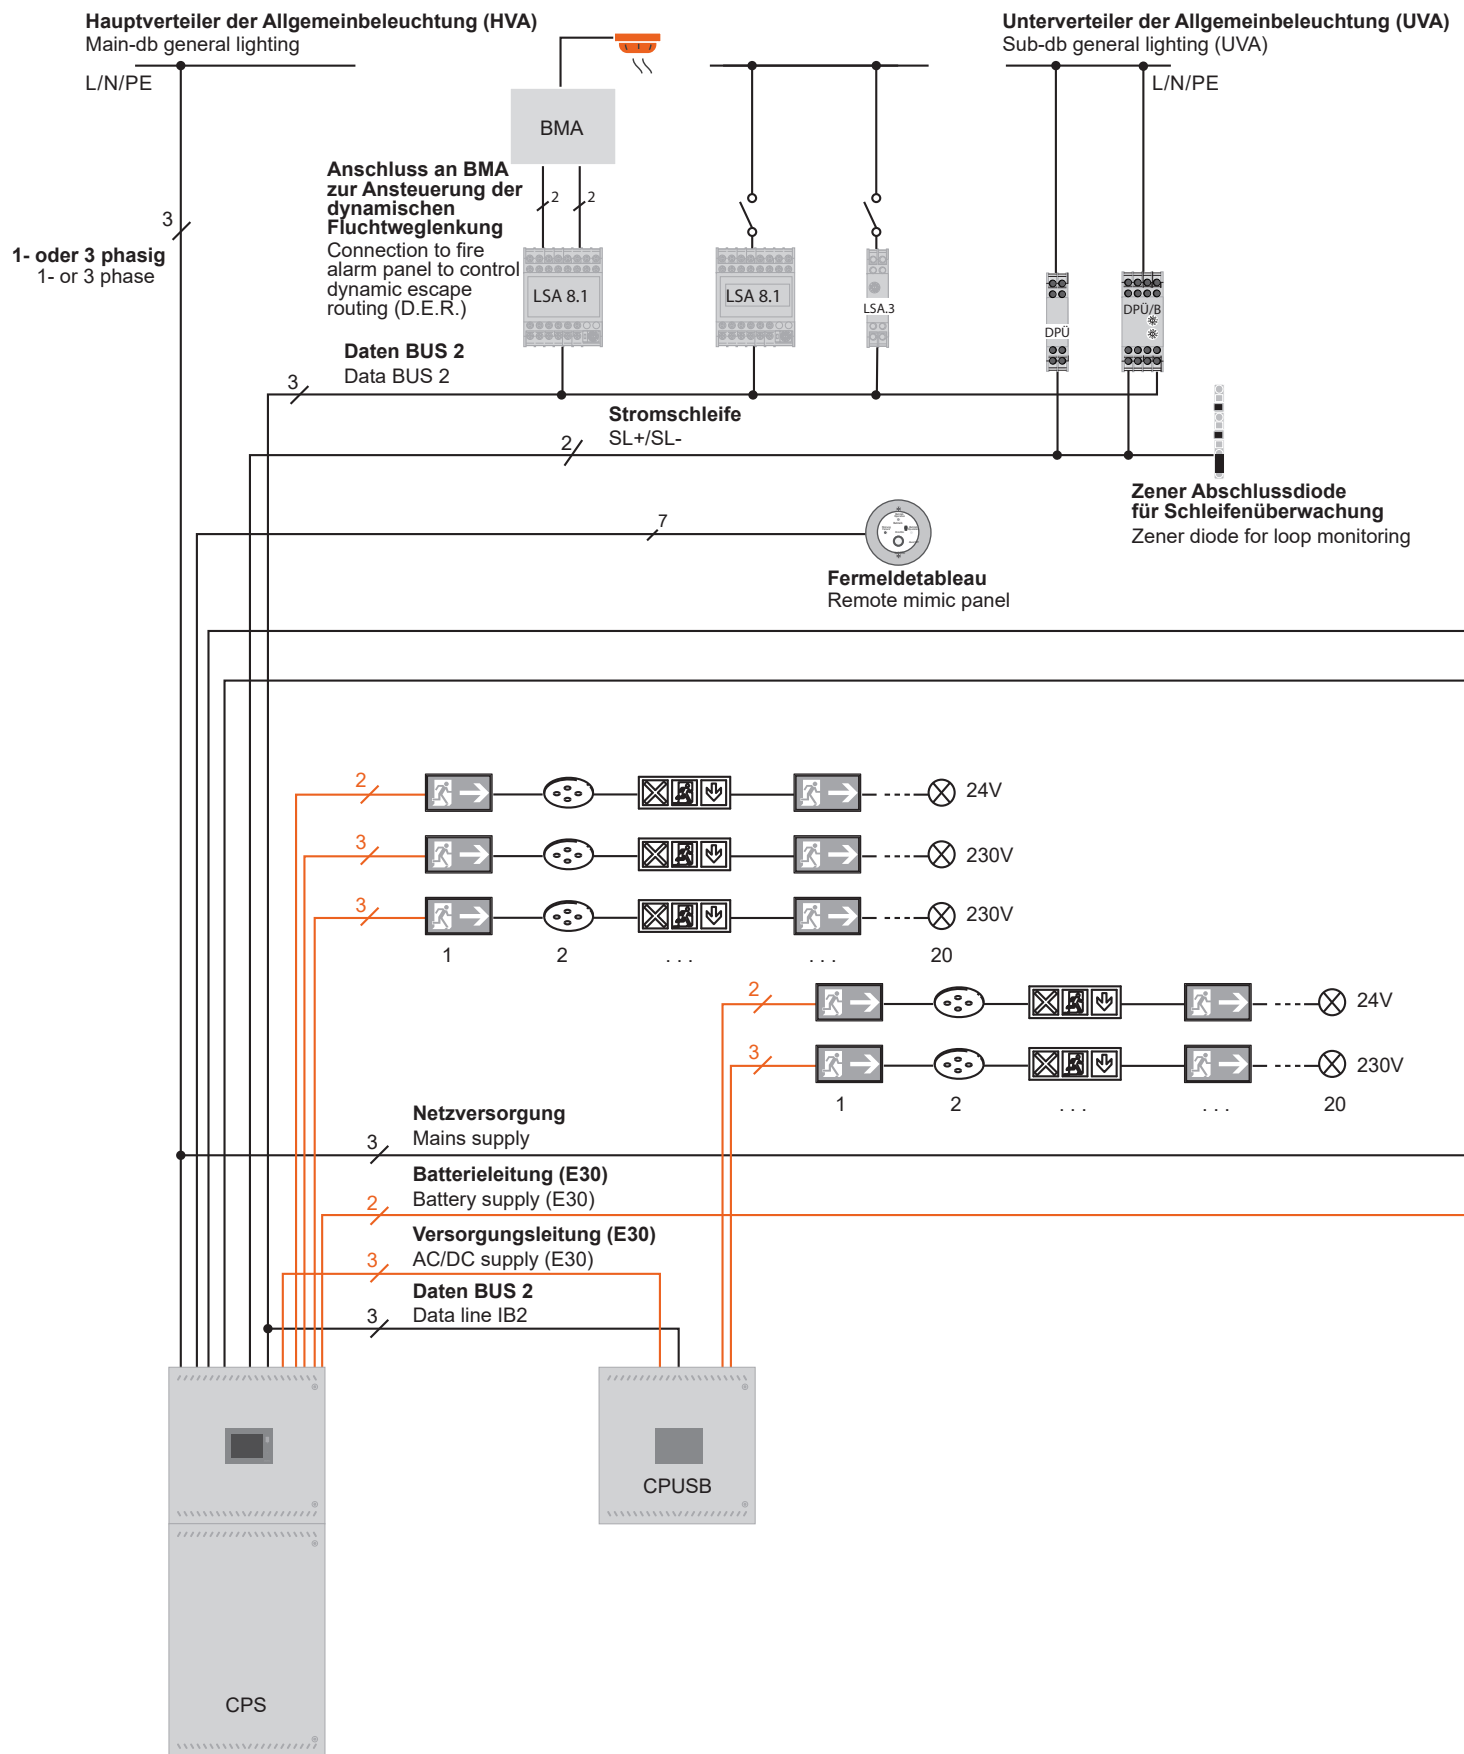 Hauptverteiler der Allgemeinbeleuchtung (HVA)
Main-db general lighting
L/N/PE
Unterverteiler der Allgemeinbeleuchtung (UVA)
Sub-db general lighting (UVA)
L/N/PE
BMA
Anschluss an BMA
zur Ansteuerung der
dynamischen
Fluchtweglenkung
Connection to fire
alarm panel to control
dynamic escape
routing (D.E.R.)
2
2
3
1- oder 3 phasig
1- or 3 phase
LSA 8.1
LSA 8.1
LSA.3
DPÜ
DPÜ/B
Daten BUS 2
Data BUS 2
3
Stromschleife
SL+/SL-
2
Zener Abschlussdiode
für Schleifenüberwachung
Zener diode for loop monitoring
7
Fermeldetableau
Remote mimic panel
2
24V
3
230V
3
230V
1
2
. . .
. . .
20
2
24V
3
230V
1
2
. . .
. . .
20
Netzversorgung
Mains supply
3
Batterieleitung (E30)
Battery supply (E30)
2
Versorgungsleitung (E30)
AC/DC supply (E30)
3
Daten BUS 2
Data line IB2
3
CPUSB
CPS